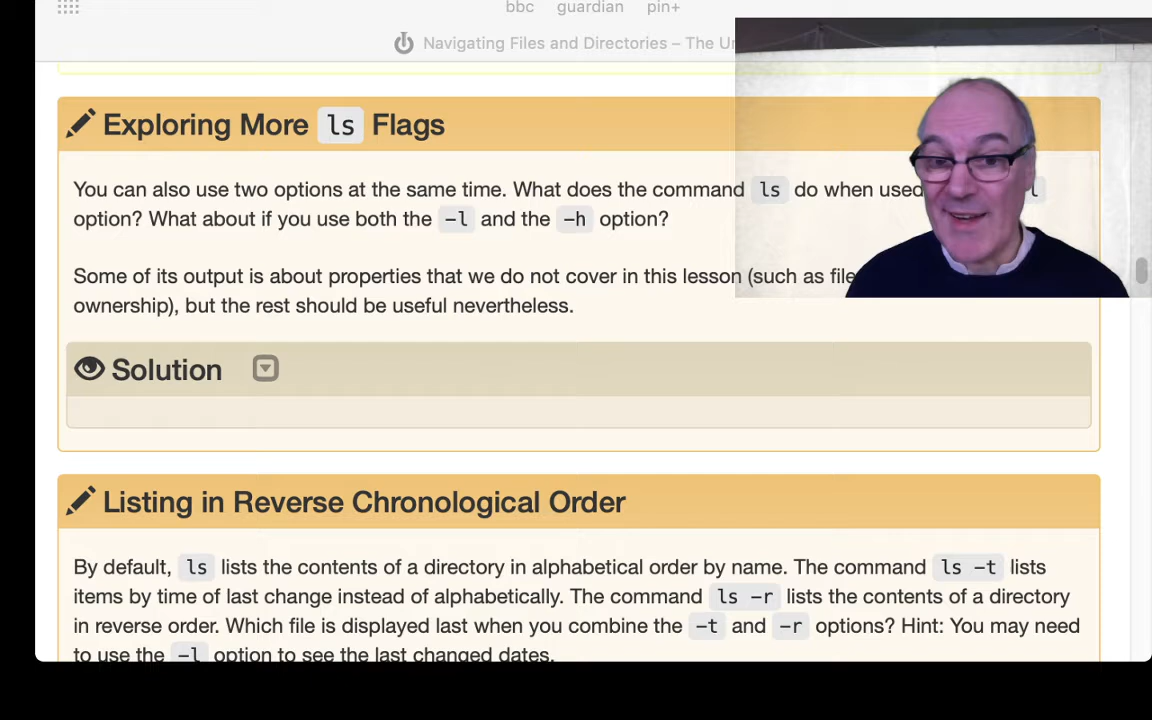 bbc guardian pin+
Navigating Files and Directories – The
Exploring More ls Flags
You can also use two options at the same time. What does the command ls do when used
option? What about if you use both the -l and the -h option?
Some of its output is about properties that we do not cover in this lesson (such as file
ownership), but the rest should be useful nevertheless.
Solution
Listing in Reverse Chronological Order
By default, ls lists the contents of a directory in alphabetical order by name. The command ls -t lists
items by time of last change instead of alphabetically. The command ls -r lists the contents of a directory
in reverse order. Which file is displayed last when you combine the -t and -r options? Hint: You may need
to use the -l option to see the last changed dates.